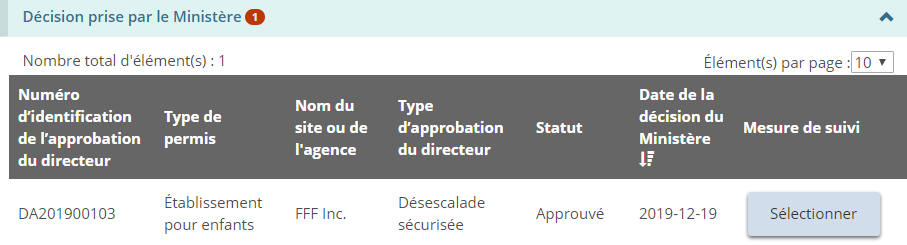 Décision prise par le Ministère 1
Nombre total d'élément(s) : 1
Élément(s) par page : 10
Numéro
d’identification
de l’approbation
du directeur
Type de
permis
Nom du
site ou de
l'agence
Type
d’approbation
du directeur
Statut
Date de la
décision du
Ministère
Mesure de suivi
DA201900103
Établissement
pour enfants
FFF Inc.
Désescalade
sécurisée
Approuvé
2019-12-19
Sélectionner